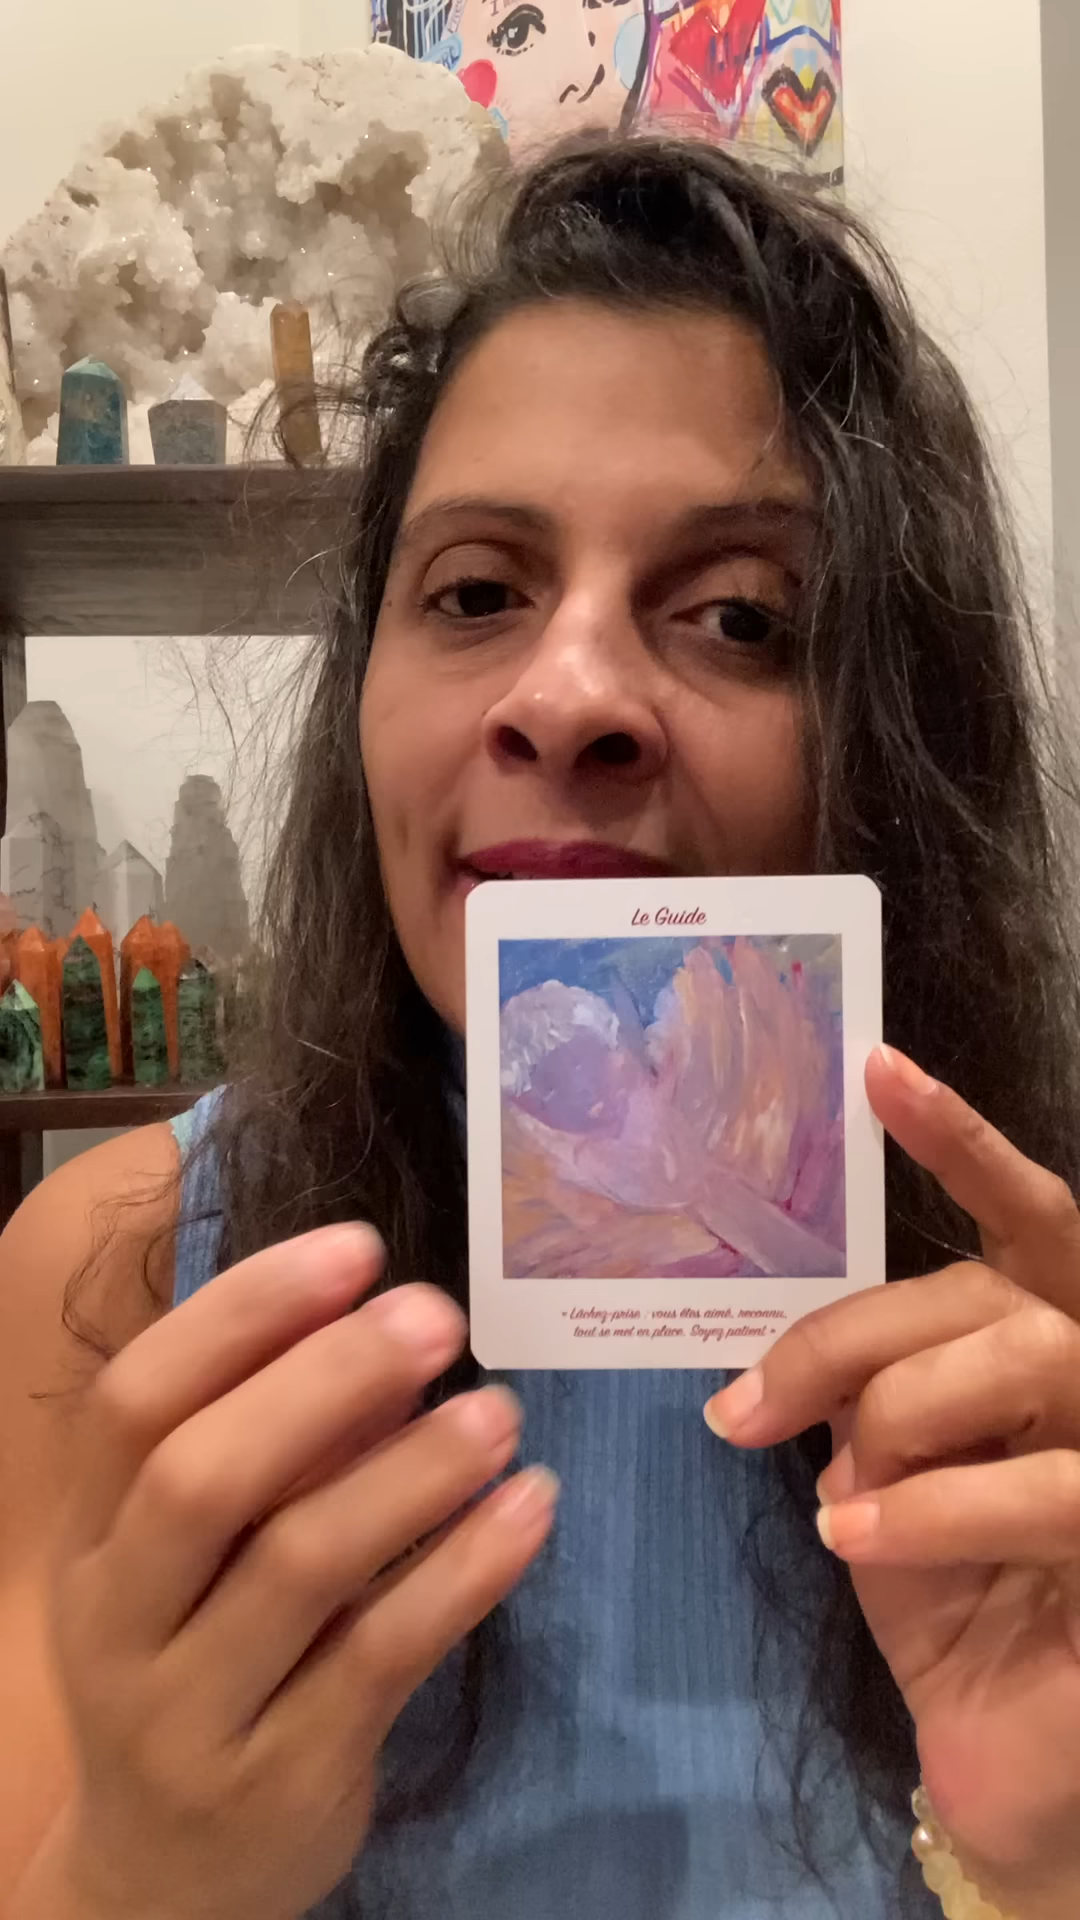 Le Guide
« Lâchez-prise : vous êtes aimé, reconnu,
tout se met en place. Soyez patient »